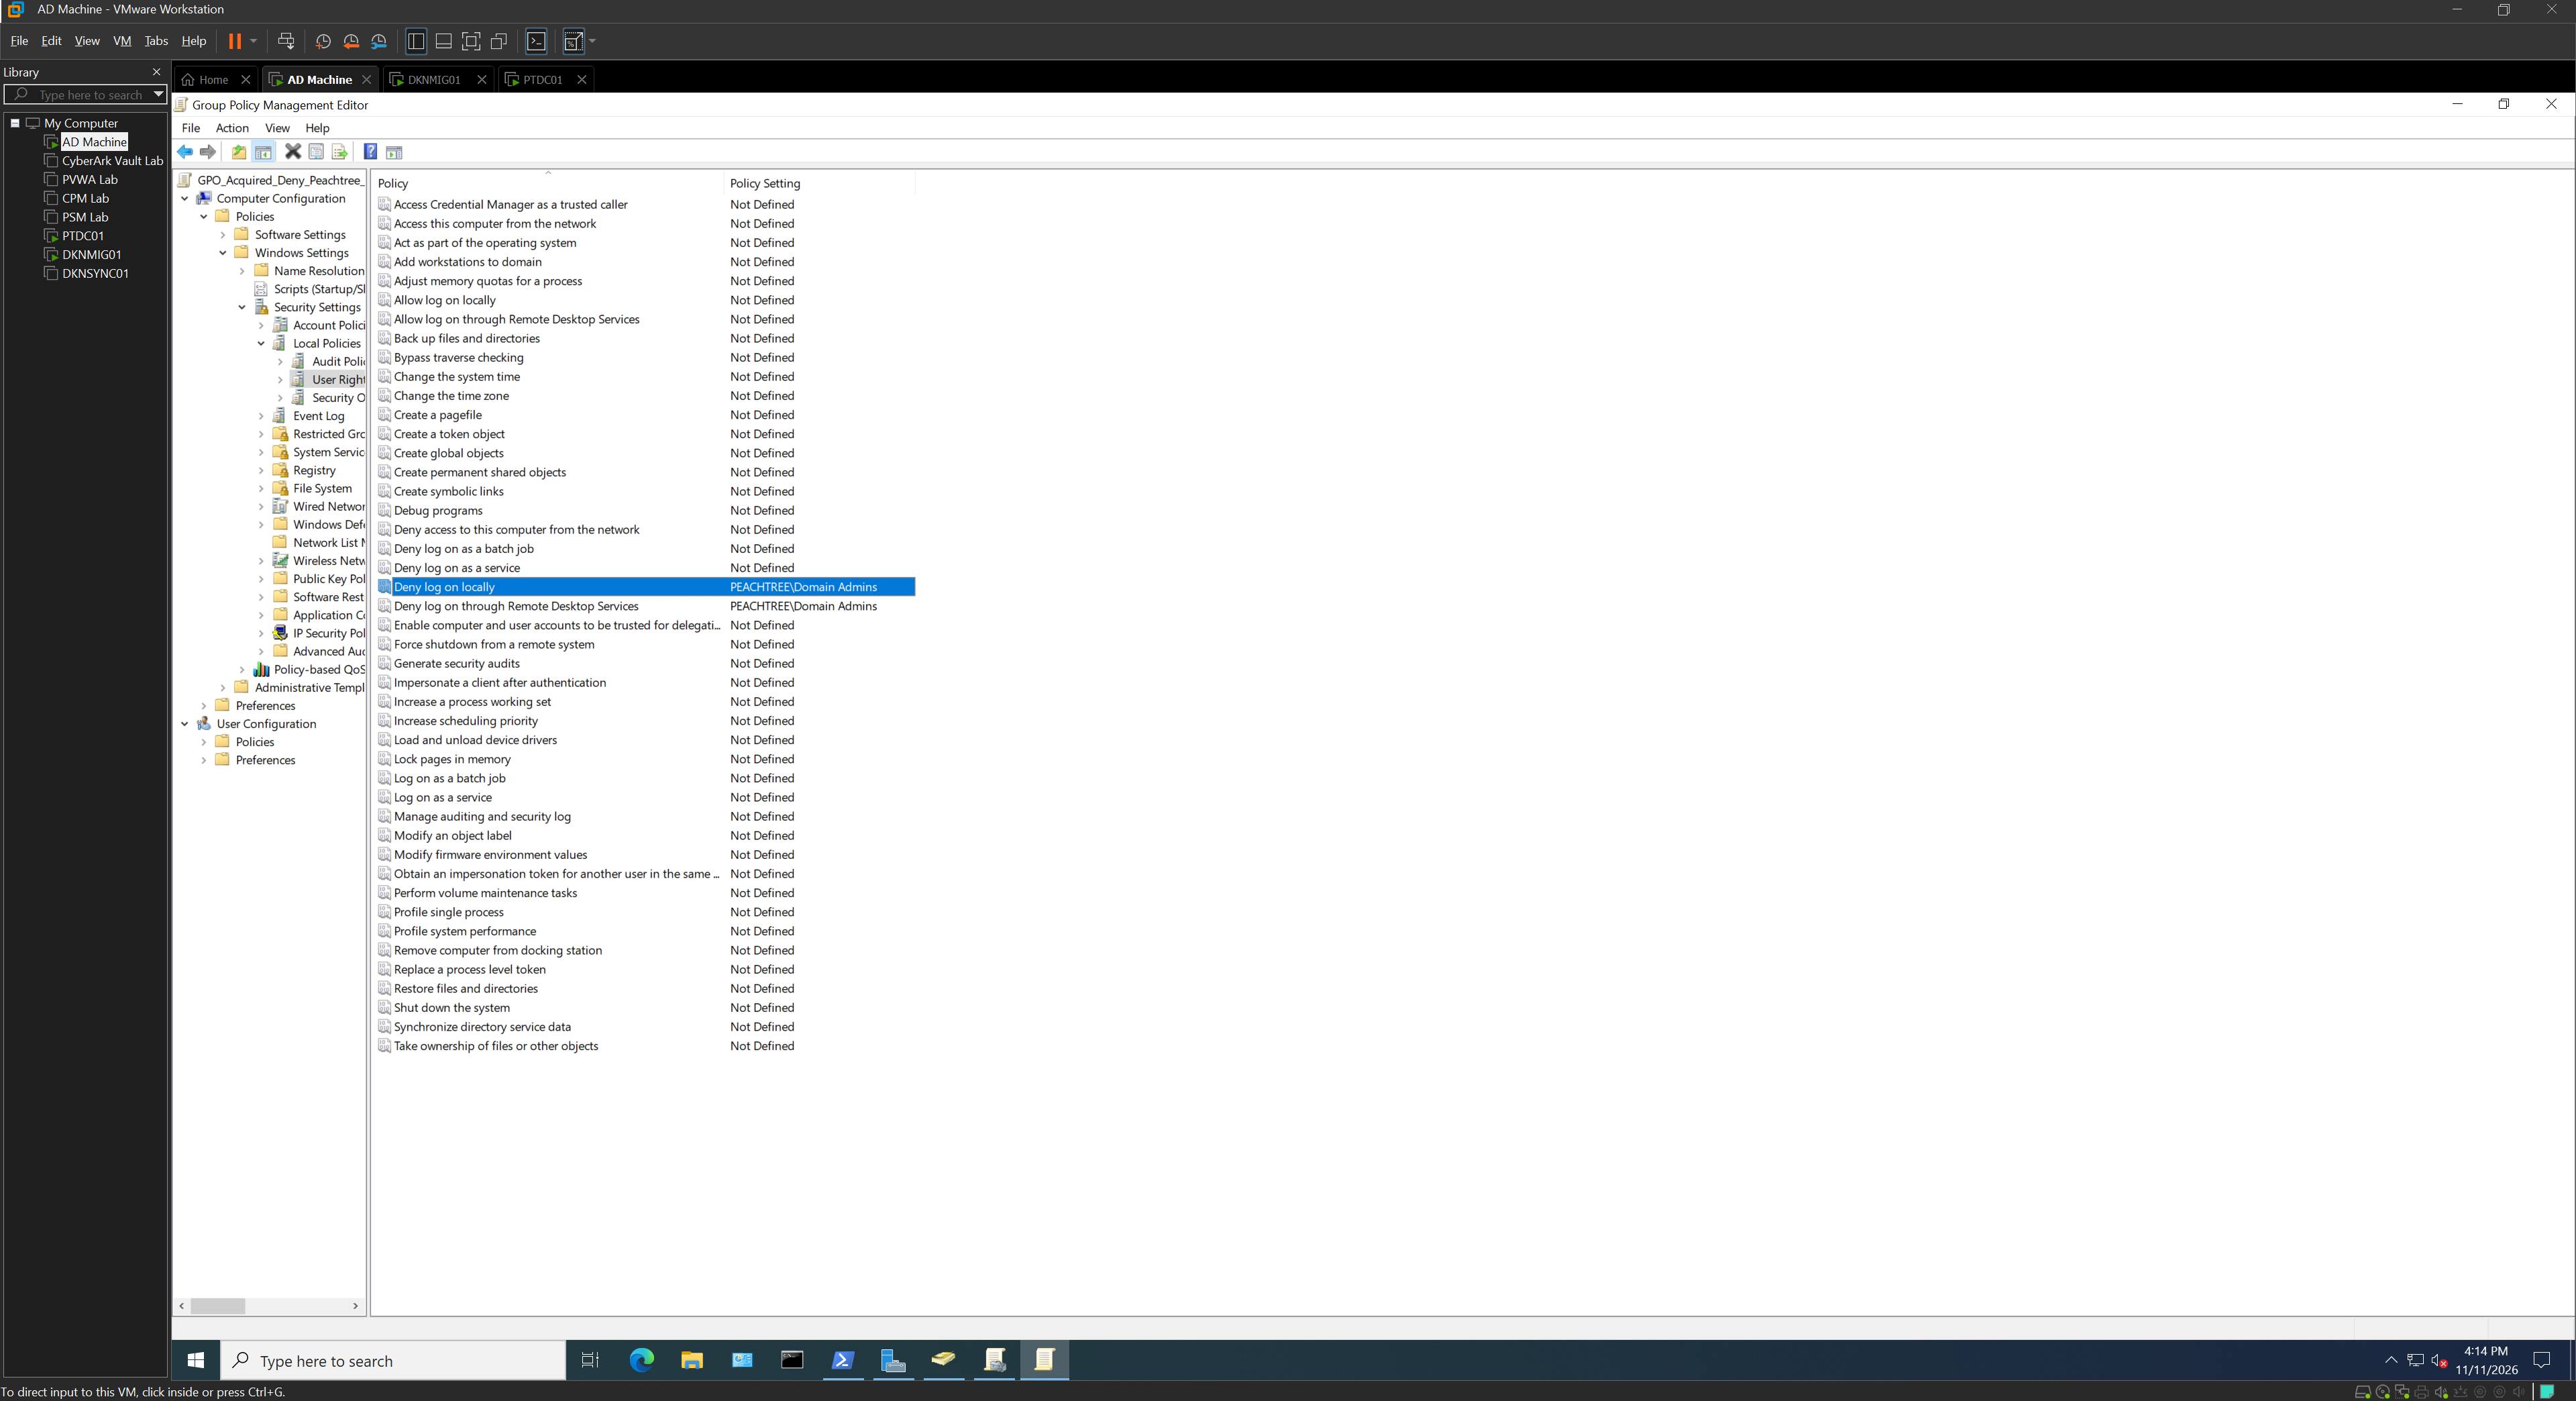 AD Machine - VMware Workstation
File Edit View VM Tabs Help
Library
Type here to search
My Computer
AD Machine
CyberArk Vault Lab
PVWA Lab
CPM Lab
PSM Lab
PTDC01
DKNMIG01
DKNSYNC01
Home AD Machine DKNMIG01 PTDC01
Group Policy Management Editor
File Action View Help
GPO_Acquired_Deny_Peachtree_
Computer Configuration
Policies
Software Settings
Windows Settings
Name Resolution
Scripts (Startup/Sl
Security Settings
Account Polici
Local Policies
Audit Polic
User Right
Security O
Event Log
Restricted Gro
System Servic
Registry
File System
Wired Networ
Windows Defe
Network List M
Wireless Netw
Public Key Pol
Software Rest
Application Co
IP Security Pol
Advanced Aud
Policy-based QoS
Administrative Templ
Preferences
User Configuration
Policies
Preferences
Policy Policy Setting
Access Credential Manager as a trusted caller Not Defined
Access this computer from the network Not Defined
Act as part of the operating system Not Defined
Add workstations to domain Not Defined
Adjust memory quotas for a process Not Defined
Allow log on locally Not Defined
Allow log on through Remote Desktop Services Not Defined
Back up files and directories Not Defined
Bypass traverse checking Not Defined
Change the system time Not Defined
Change the time zone Not Defined
Create a pagefile Not Defined
Create a token object Not Defined
Create global objects Not Defined
Create permanent shared objects Not Defined
Create symbolic links Not Defined
Debug programs Not Defined
Deny access to this computer from the network Not Defined
Deny log on as a batch job Not Defined
Deny log on as a service Not Defined
Deny log on locally PEACHTREE\Domain Admins
Deny log on through Remote Desktop Services PEACHTREE\Domain Admins
Enable computer and user accounts to be trusted for delegati... Not Defined
Force shutdown from a remote system Not Defined
Generate security audits Not Defined
Impersonate a client after authentication Not Defined
Increase a process working set Not Defined
Increase scheduling priority Not Defined
Load and unload device drivers Not Defined
Lock pages in memory Not Defined
Log on as a batch job Not Defined
Log on as a service Not Defined
Manage auditing and security log Not Defined
Modify an object label Not Defined
Modify firmware environment values Not Defined
Obtain an impersonation token for another user in the same ... Not Defined
Perform volume maintenance tasks Not Defined
Profile single process Not Defined
Profile system performance Not Defined
Remove computer from docking station Not Defined
Replace a process level token Not Defined
Restore files and directories Not Defined
Shut down the system Not Defined
Synchronize directory service data Not Defined
Take ownership of files or other objects Not Defined
Type here to search
4:14 PM
11/11/2026
To direct input to this VM, click inside or press Ctrl+G.